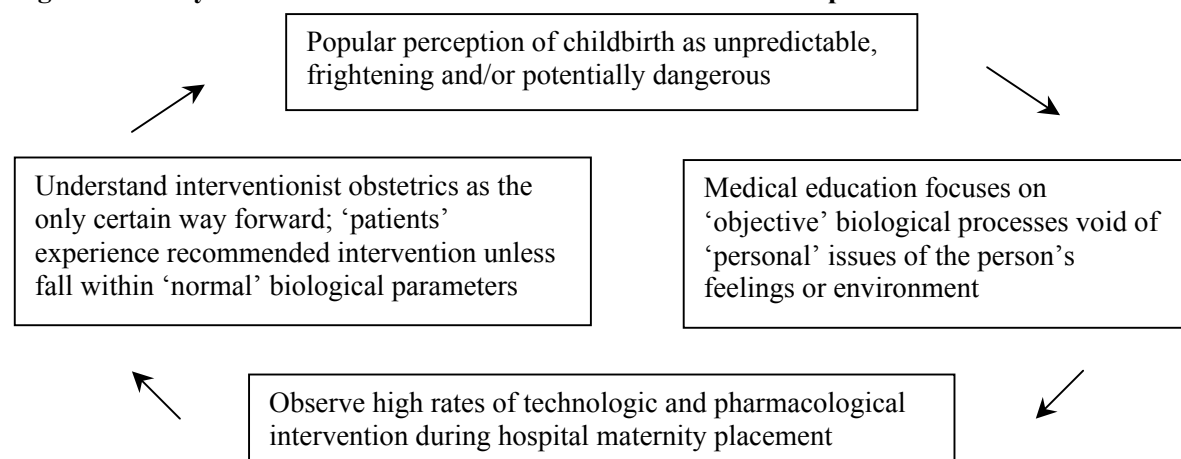 Popular perception of childbirth as unpredictable,
frightening and/or potentially dangerous
Understand interventionist obstetrics as the
only certain way forward; ‘patients’
experience recommended intervention unless
fall within ‘normal’ biological parameters
Medical education focuses on
‘objective’ biological processes void of
‘personal’ issues of the person’s
feelings or environment
Observe high rates of technologic and pharmacological
intervention during hospital maternity placement